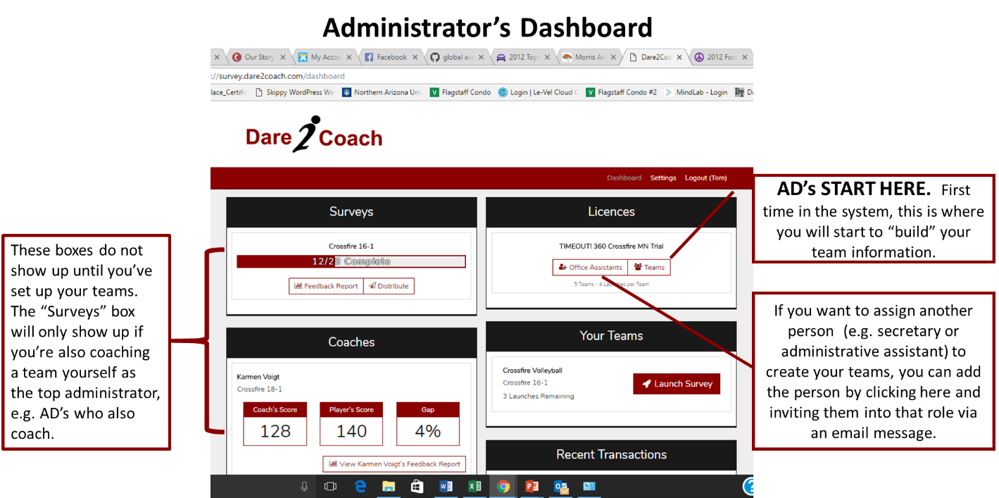 Administrator's Dashboard
Our Story
My Accou
Facebook
global av
2012 Toyo
Morris An
Dare2Coa
2012 Ford
://survey.dare2coach.com/dashboard
lace_Certific
Skippy WordPress We
Northern Arizona Uni
Flagstaff Condo
Login | Le-Vel Cloud C
Flagstaff Condo #2
MindLab - Login
Dare 2 Coach
Dashboard Settings Logout (Tom)
Surveys
Crossfire 16-1
12/28 Complete
Feedback Report
Distribute
Coaches
Karmen Voigt
Crossfire 18-1
Coach's Score
128
Player's Score
140
Gap
4%
View Karmen Voigt's Feedback Report
Licences
TIMEOUT! 360 Crossfire MN Trial
Office Assistants
Teams
5 Teams - 4 Launches per Team
Your Teams
Crossfire Volleyball
Crossfire 16-1
3 Launches Remaining
Launch Survey
Recent Transactions
These boxes do not
show up until you've
set up your teams.
The “Surveys” box
will only show up if
you're also coaching
a team yourself as
the top administrator,
e.g. AD's who also
coach.
AD's START HERE. First
time in the system, this is where
you will start to “build” your
team information.
If you want to assign another
person (e.g. secretary or
administrative assistant) to
create your teams, you can add
the person by clicking here and
inviting them into that role via
an email message.